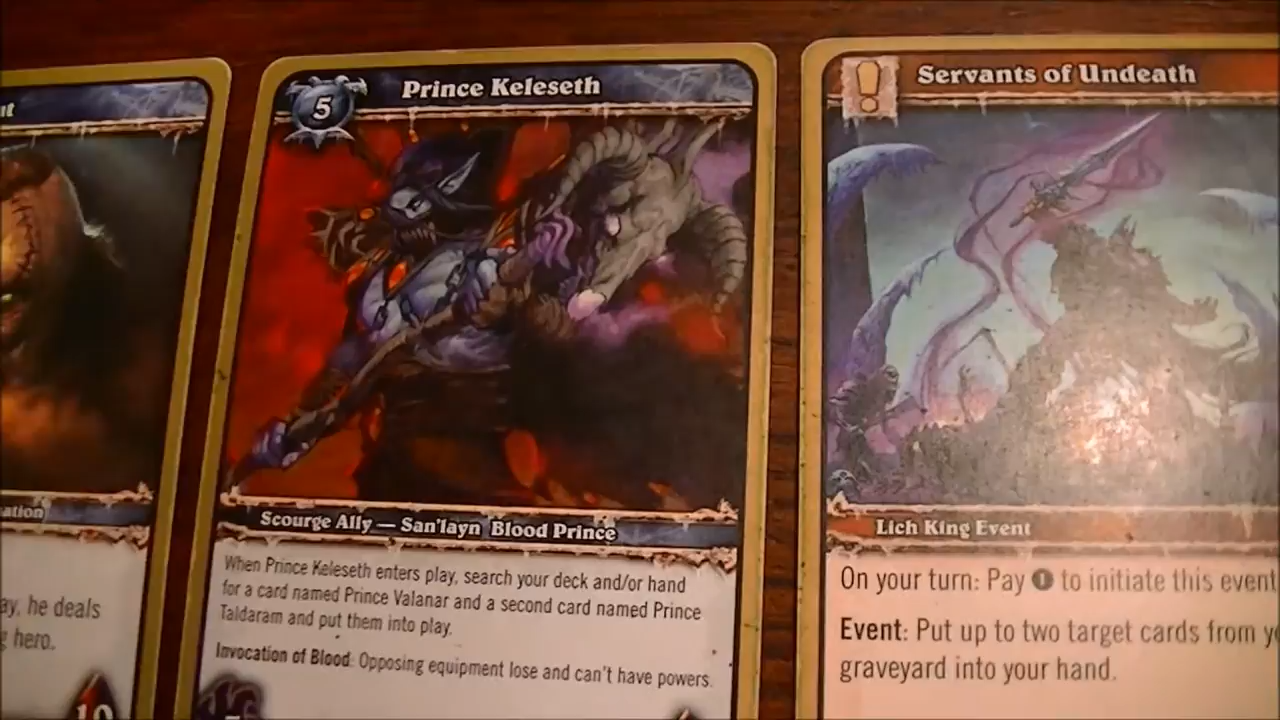 Prince Keleseth
5
Scourge Ally — San'layn Blood Prince
When Prince Keleseth enters play, search your deck and/or hand
for a card named Prince Valanar and a second card named Prince
Taldaram and put them into play.
Invocation of Blood: Opposing equipment lose and can't have powers.
Servants of Undeath
Lich King Event
On your turn: Pay 1 to initiate this event
Event: Put up to two target cards from
graveyard into your hand.
ay, he deals
hero.
10